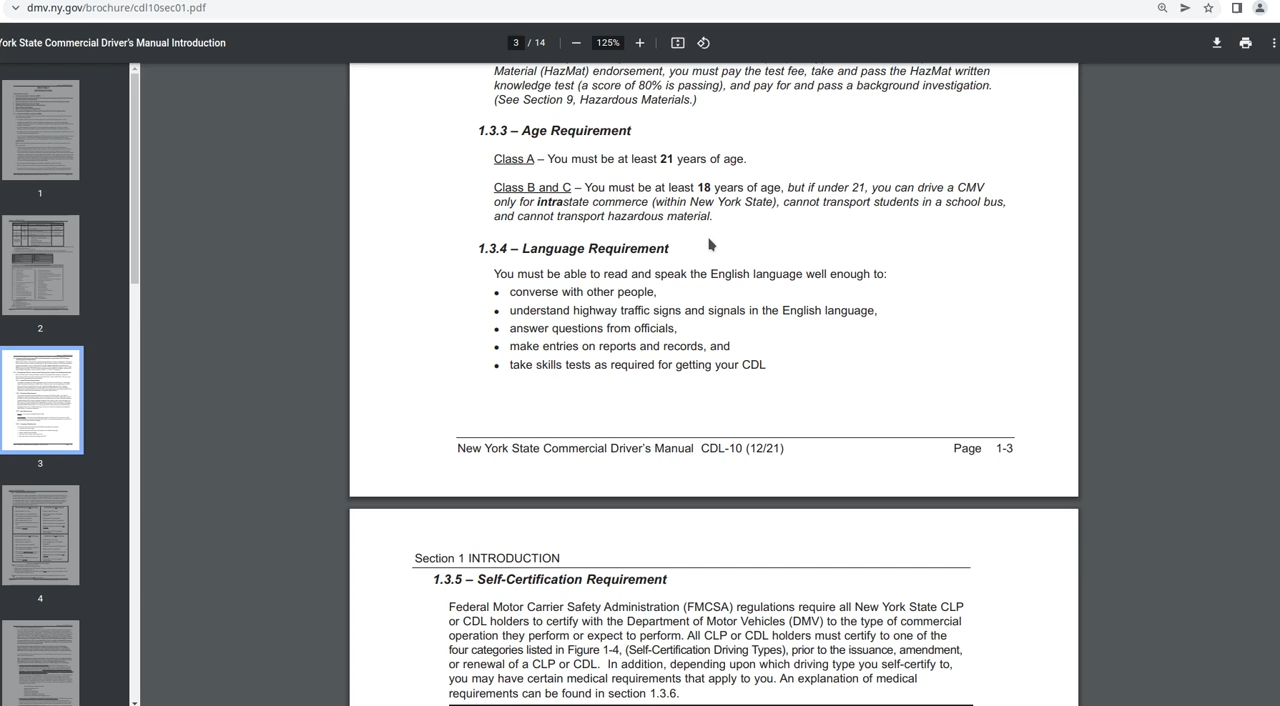 dmv.ny.gov/brochure/cdl10sec01.pdf
York State Commercial Driver's Manual Introduction
3 / 14
125%
Material (HazMat) endorsement, you must pay the test fee, take and pass the HazMat written
knowledge test (a score of 80% is passing), and pay for and pass a background investigation.
(See Section 9, Hazardous Materials.)
1.3.3 – Age Requirement
Class A – You must be at least 21 years of age.
Class B and C – You must be at least 18 years of age, but if under 21, you can drive a CMV
only for intrastate commerce (within New York State), cannot transport students in a school bus,
and cannot transport hazardous material.
1.3.4 – Language Requirement
You must be able to read and speak the English language well enough to:
• converse with other people,
• understand highway traffic signs and signals in the English language,
• answer questions from officials,
• make entries on reports and records, and
• take skills tests as required for getting your CDL
New York State Commercial Driver's Manual CDL-10 (12/21)
Page 1-3
Section 1 INTRODUCTION
1.3.5 – Self-Certification Requirement
Federal Motor Carrier Safety Administration (FMCSA) regulations require all New York State CLP
or CDL holders to certify with the Department of Motor Vehicles (DMV) to the type of commercial
operation they perform or expect to perform. All CLP or CDL holders must certify to one of the
four categories listed in Figure 1-4, (Self-Certification Driving Types), prior to the issuance, amendment,
or renewal of a CLP or CDL. In addition, depending upon which driving type you self-certify to,
you may have certain medical requirements that apply to you. An explanation of medical
requirements can be found in section 1.3.6.
1
2
3
4